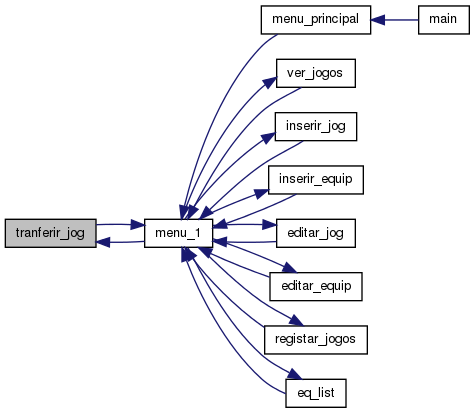 menu_principal
main
ver_jogos
inserir_jog
inserir_equip
tranferir_jog
menu_1
editar_jog
editar_equip
registar_jogos
eq_list